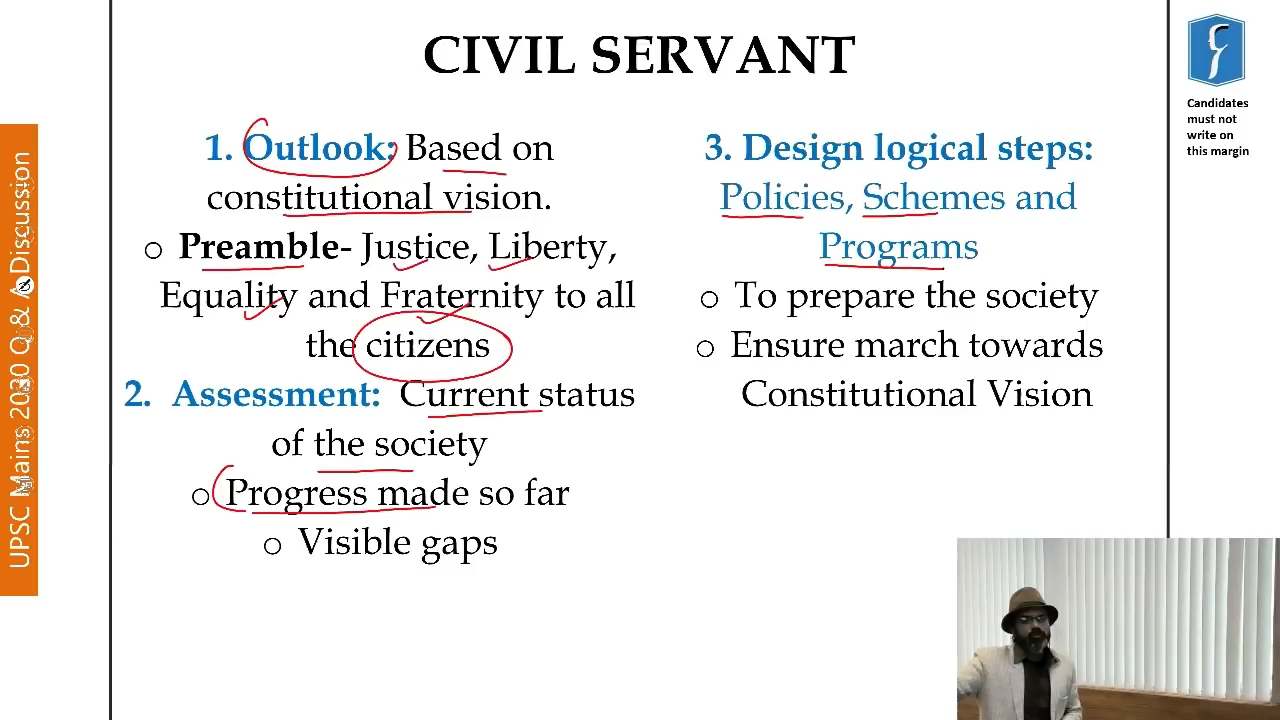 CIVIL SERVANT
1. Outlook: Based on
constitutional vision.
o Preamble- Justice, Liberty,
Equality and Fraternity to all
the citizens
2. Assessment: Current status
of the society
o Progress made so far
o Visible gaps
3. Design logical steps:
Policies, Schemes and
Programs
o To prepare the society
o Ensure march towards
Constitutional Vision
Candidates
must not
write on
this margin
UPSC Mains 2020 Q & A Discussion